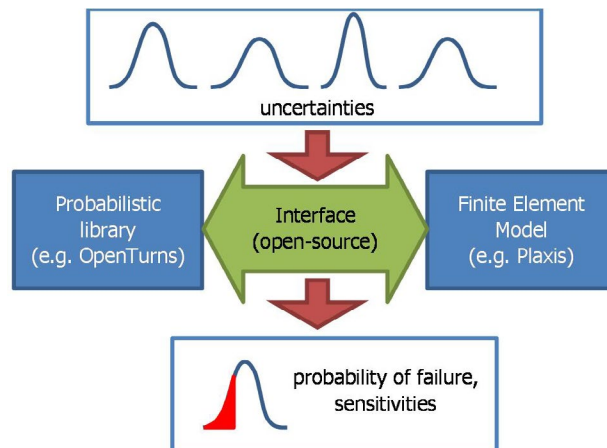 uncertainties
Probabilistic
library
(e.g. OpenTurns)
Interface
(open-source)
Finite Element
Model
(e.g. Plaxis)
probability of failure,
sensitivities